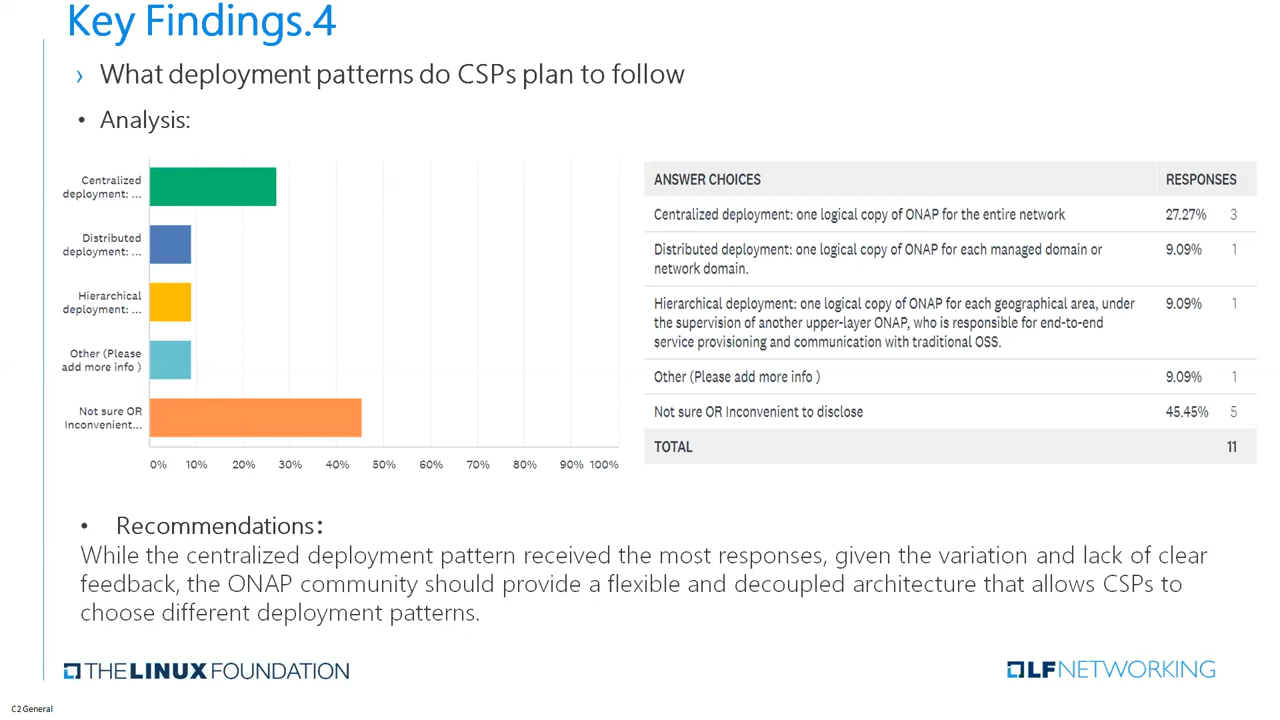 Key Findings.4
› What deployment patterns do CSPs plan to follow
• Analysis:
Centralized
deployment: ...
Distributed
deployment: ...
Hierarchical
deployment: ...
Other (Please
add more info )
Not sure OR
Inconvenient...
0% 10% 20% 30% 40% 50% 60% 70% 80% 90% 100%
ANSWER CHOICES RESPONSES
Centralized deployment: one logical copy of ONAP for the entire network 27.27% 3
Distributed deployment: one logical copy of ONAP for each managed domain or 9.09% 1
network domain.
Hierarchical deployment: one logical copy of ONAP for each geographical area, under 9.09% 1
the supervision of another upper-layer ONAP, who is responsible for end-to-end
service provisioning and communication with traditional OSS.
Other (Please add more info ) 9.09% 1
Not sure OR Inconvenient to disclose 45.45% 5
TOTAL 11
• Recommendations:
While the centralized deployment pattern received the most responses, given the variation and lack of clear
feedback, the ONAP community should provide a flexible and decoupled architecture that allows CSPs to
choose different deployment patterns.
THE LINUX FOUNDATION
LF NETWORKING
C2 General